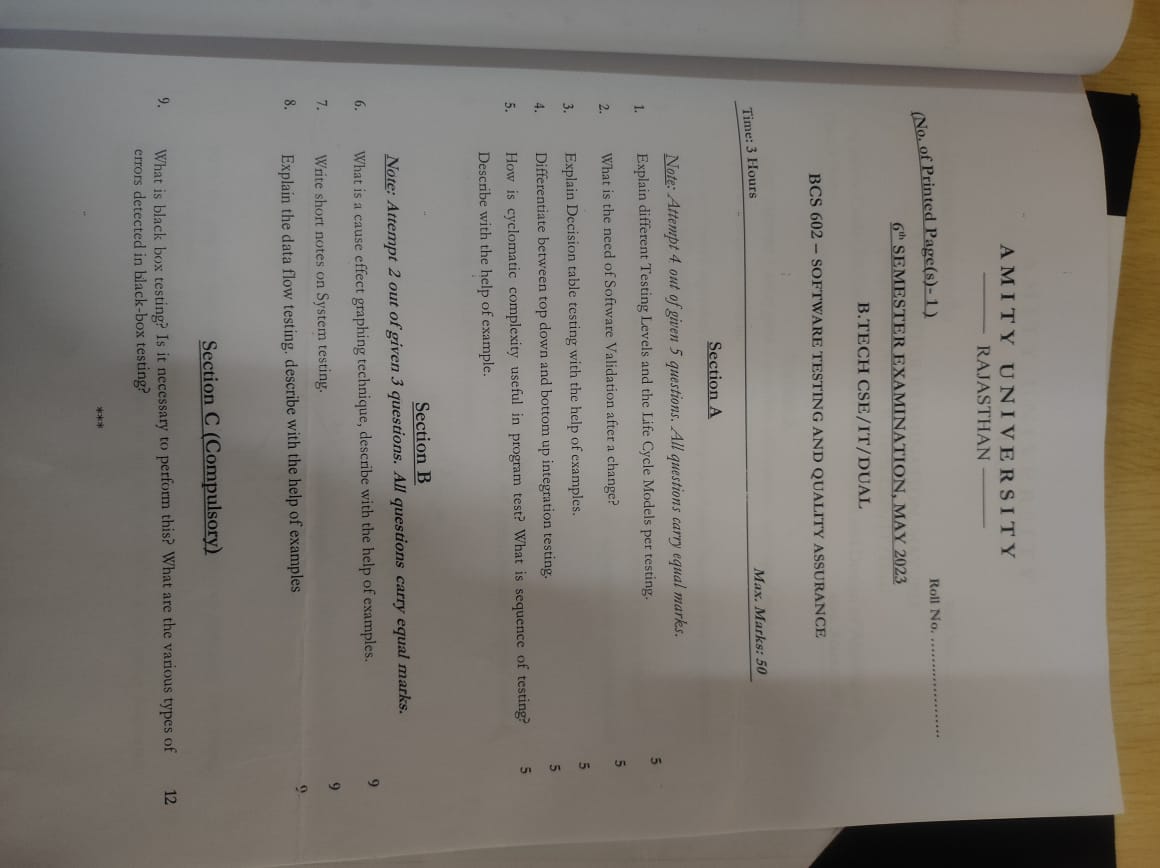 AMITY UNIVERSITY
RAJASTHAN
(No. of Printed Page(s)- 1 )
Roll No. ....................
6th SEMESTER EXAMINATION, MAY 2023
B.TECH CSE/IT/DUAL
BCS 602 – SOFTWARE TESTING AND QUALITY ASSURANCE
Time: 3 Hours Max. Marks: 50
Section A
Note: Attempt 4 out of given 5 questions. All questions carry equal marks.
1. Explain different Testing Levels and the Life Cycle Models per testing. 5
2. What is the need of Software Validation after a change? 5
3. Explain Decision table testing with the help of examples. 5
4. Differentiate between top down and bottom up integration testing. 5
5. How is cyclomatic complexity useful in program test? What is sequence of testing? 5
Describe with the help of example.
Section B
Note: Attempt 2 out of given 3 questions. All questions carry equal marks.
6. What is a cause effect graphing technique, describe with the help of examples. 9
7. Write short notes on System testing. 9
8. Explain the data flow testing. describe with the help of examples 9
Section C (Compulsory)
9. What is black box testing? Is it necessary to perform this? What are the various types of 12
errors detected in black-box testing?
***